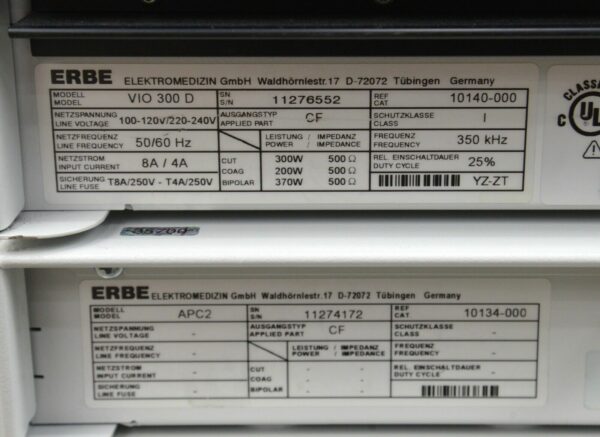 ERBE ELEKTROMEDIZIN GmbH Waldhörnlestr.17 D-72072 Tübingen Germany
MODELL MODEL VIO 300 D SN S/N 11276552 REF CAT 10140-000
NETZSPANNUNG LINE VOLTAGE 100-120v/220-240V AUSGANGSTYP APPLIED PART CF SCHUTZKLASSE CLASS I
NETZFREQUENZ LINE FREQUENCY 50/60 Hz LEISTUNG / IMPEDANZ POWER / IMPEDANCE FREQUENZ FREQUENCY 350 kHz
NETZSTROM INPUT CURRENT 8A / 4A CUT 300W 500 Ω REL. EINSCHALTDAUER DUTY CYCLE 25%
COAG 200W 500 Ω
SICHERUNG LINE FUSE T8A/250V - T4A/250V BIPOLAR 370W 500 Ω YZ-ZT
CLASS
C UL
ERBE ELEKTROMEDIZIN GmbH Waldhörnlestr.17 D-72072 Tübingen Germany
MODELL MODEL APC2 SN S/N 11274172 REF CAT 10134-000
NETZSPANNUNG LINE VOLTAGE - AUSGANGSTYP APPLIED PART CF SCHUTZKLASSE CLASS -
NETZFREQUENZ LINE FREQUENCY - LEISTUNG / IMPEDANZ POWER / IMPEDANCE FREQUENZ FREQUENCY -
NETZSTROM INPUT CURRENT - CUT - - REL. EINSCHALTDAUER DUTY CYCLE -
COAG - -
SICHERUNG LINE FUSE - BIPOLAR - -